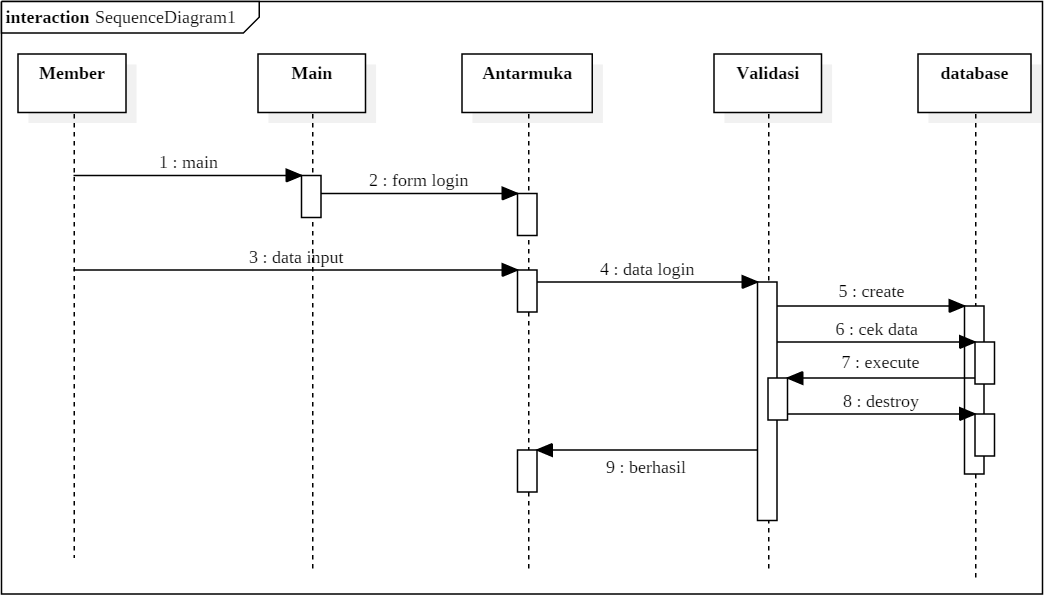 interaction SequenceDiagram1
Member
Main
Antarmuka
Validasi
database
1 : main
2 : form login
3 : data input
4 : data login
5 : create
6 : cek data
7 : execute
8 : destroy
9 : berhasil